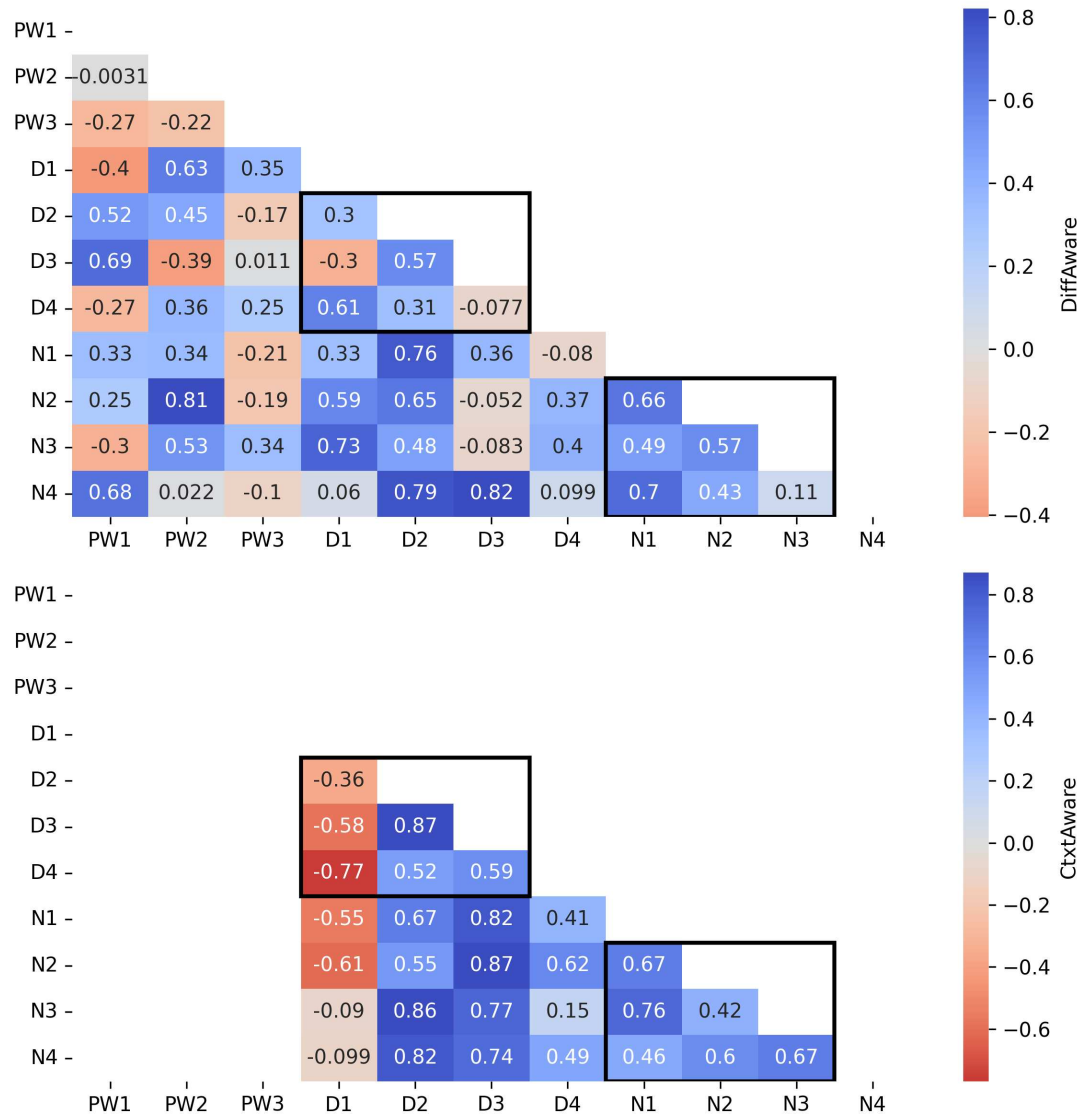 PW1
PW2 -0.0031
PW3 -0.27 -0.22
D1 -0.4 0.63 0.35
D2 0.52 0.45 -0.17 0.3
D3 0.69 -0.39 0.011 -0.3 0.57
D4 -0.27 0.36 0.25 0.61 0.31 -0.077
N1 0.33 0.34 -0.21 0.33 0.76 0.36 -0.08
N2 0.25 0.81 -0.19 0.59 0.65 -0.052 0.37 0.66
N3 -0.3 0.53 0.34 0.73 0.48 -0.083 0.4 0.49 0.57
N4 0.68 0.022 -0.1 0.06 0.79 0.82 0.099 0.7 0.43 0.11
PW1 PW2 PW3 D1 D2 D3 D4 N1 N2 N3 N4
0.8
0.6
0.4
0.2
0.0
−0.2
−0.4
DiffAware
PW1
PW2
PW3
D1
D2 -0.36
D3 -0.58 0.87
D4 -0.77 0.52 0.59
N1 -0.55 0.67 0.82 0.41
N2 -0.61 0.55 0.87 0.62 0.67
N3 -0.09 0.86 0.77 0.15 0.76 0.42
N4 -0.099 0.82 0.74 0.49 0.46 0.6 0.67
PW1 PW2 PW3 D1 D2 D3 D4 N1 N2 N3 N4
0.8
0.6
0.4
0.2
0.0
−0.2
−0.4
−0.6
CtxtAware